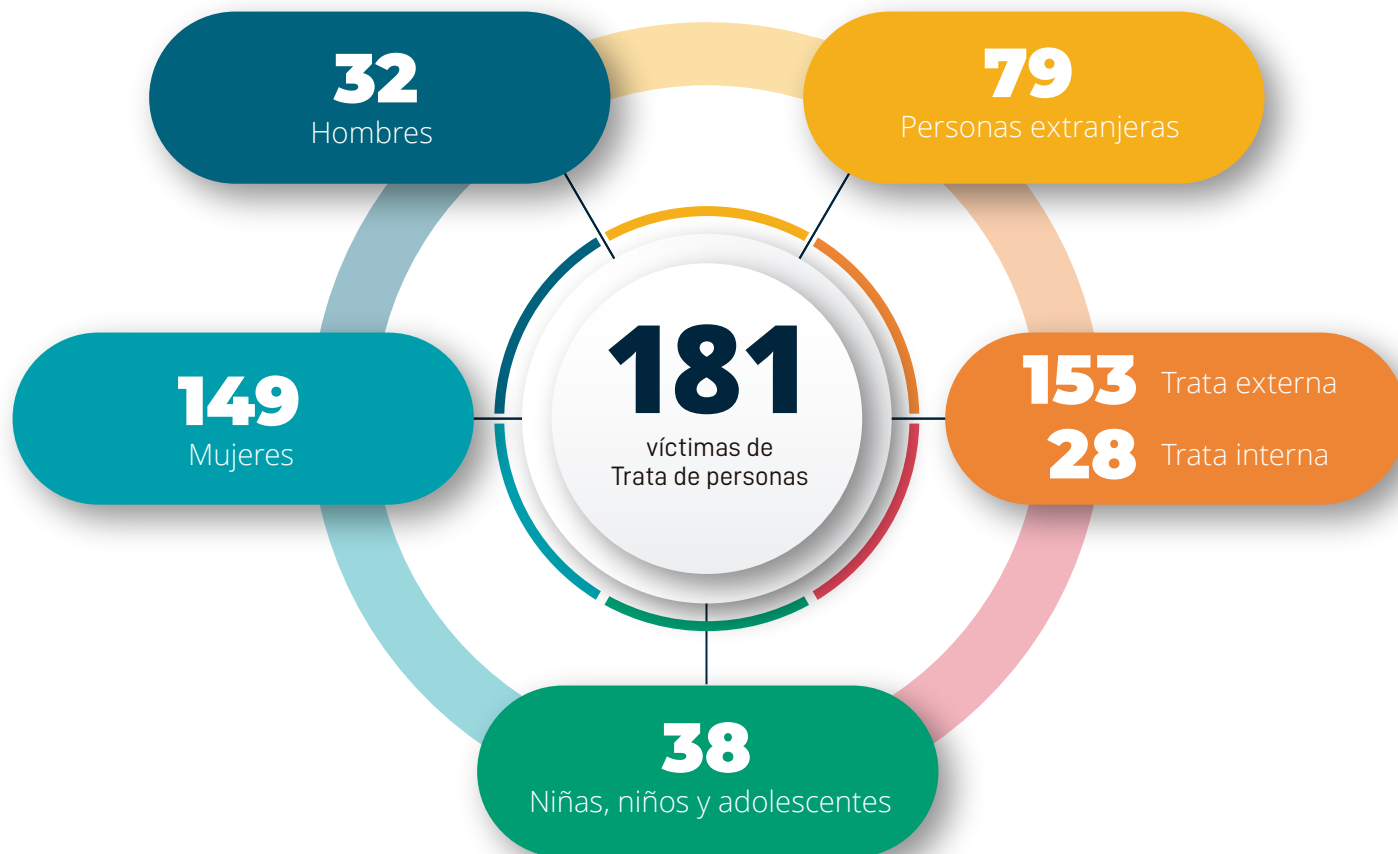 32
Hombres
79
Personas extranjeras
149
Mujeres
181
víctimas de
Trata de personas
153 Trata externa
28 Trata interna
38
Niñas, niños y adolescentes